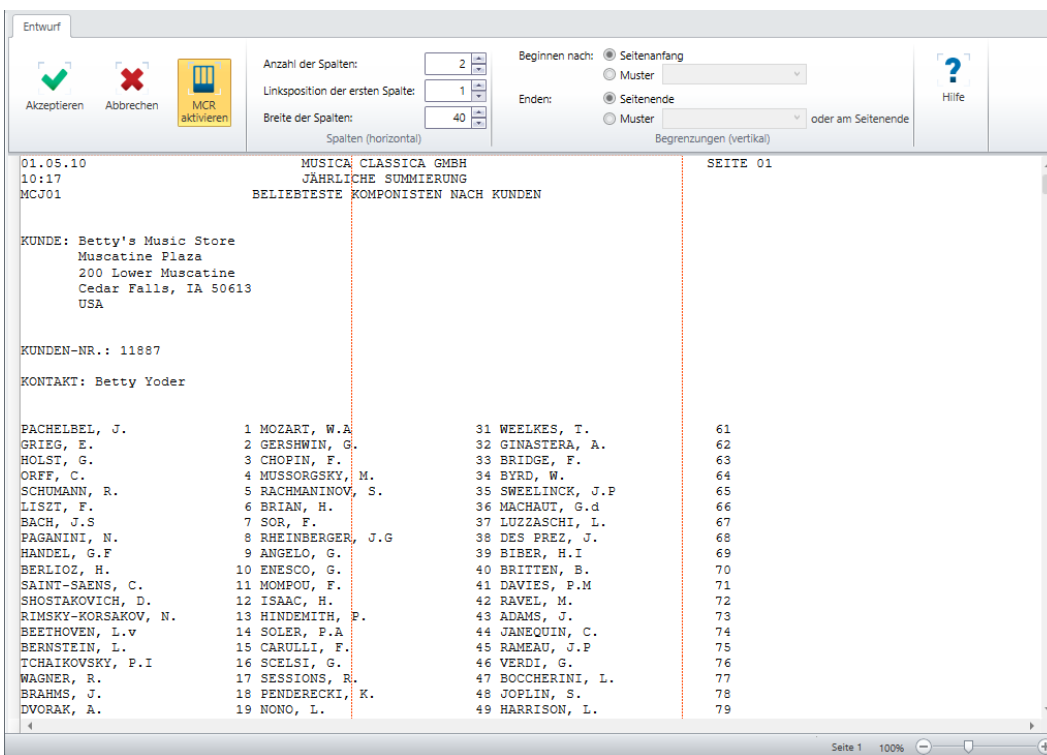 Entwurf
Akzeptieren Abbrechen MCR aktivieren
Anzahl der Spalten: 2
Linksposition der ersten Spalte: 1
Breite der Spalten: 40
Spalten (horizontal)
Beginnen nach: Seitenanfang
Muster
Enden: Seitenende
Muster oder am Seitenende
Begrenzungen (vertikal)
?
Hilfe
01.05.10 MUSICA CLASSICA GMBH SEITE 01
10:17 JÄHRLICHE SUMMIERUNG
MCJ01 BELIEBTESTE KOMPONISTEN NACH KUNDEN
KUNDE: Betty's Music Store
Muscatine Plaza
200 Lower Muscatine
Cedar Falls, IA 50613
USA
KUNDEN-NR.: 11887
KONTAKT: Betty Yoder
PACHELBEL, J. 1 MOZART, W.A 31 WEELKES, T. 61
GRIEG, E. 2 GERSHWIN, G. 32 GINASTERA, A. 62
HOLST, G. 3 CHOPIN, F. 33 BRIDGE, F. 63
ORFF, C. 4 MUSSORGSKY, M. 34 BYRD, W. 64
SCHUMANN, R. 5 RACHMANINOV, S. 35 SWEELINCK, J.P 65
LISZT, F. 6 BRIAN, H. 36 MACHAUT, G.d 66
BACH, J.S 7 SOR, F. 37 LUZZASCHI, L. 67
PAGANINI, N. 8 RHEINBERGER, J.G 38 DES PREZ, J. 68
HANDEL, G.F 9 ANGELO, G. 39 BIBER, H.I 69
BERLIOZ, H. 10 ENESCO, G. 40 BRITTEN, B. 70
SAINT-SAENS, C. 11 MOMPOU, F. 41 DAVIES, P.M 71
SHOSTAKOVICH, D. 12 ISAAC, H. 42 RAVEL, M. 72
RIMSKY-KORSAKOV, N. 13 HINDEMITH, P. 43 ADAMS, J. 73
BEETHOVEN, L.v 14 SOLER, P.A 44 JANEQUIN, C. 74
BERNSTEIN, L. 15 CARULLI, F. 45 RAMEAU, J.P 75
TCHAIKOVSKY, P.I 16 SCELSI, G. 46 VERDI, G. 76
WAGNER, R. 17 SESSIONS, R. 47 BOCCHERINI, L. 77
BRAHMS, J. 18 PENDERECKI, K. 48 JOPLIN, S. 78
DVORAK, A. 19 NONO, L. 49 HARRISON, L. 79
Seite 1 100%